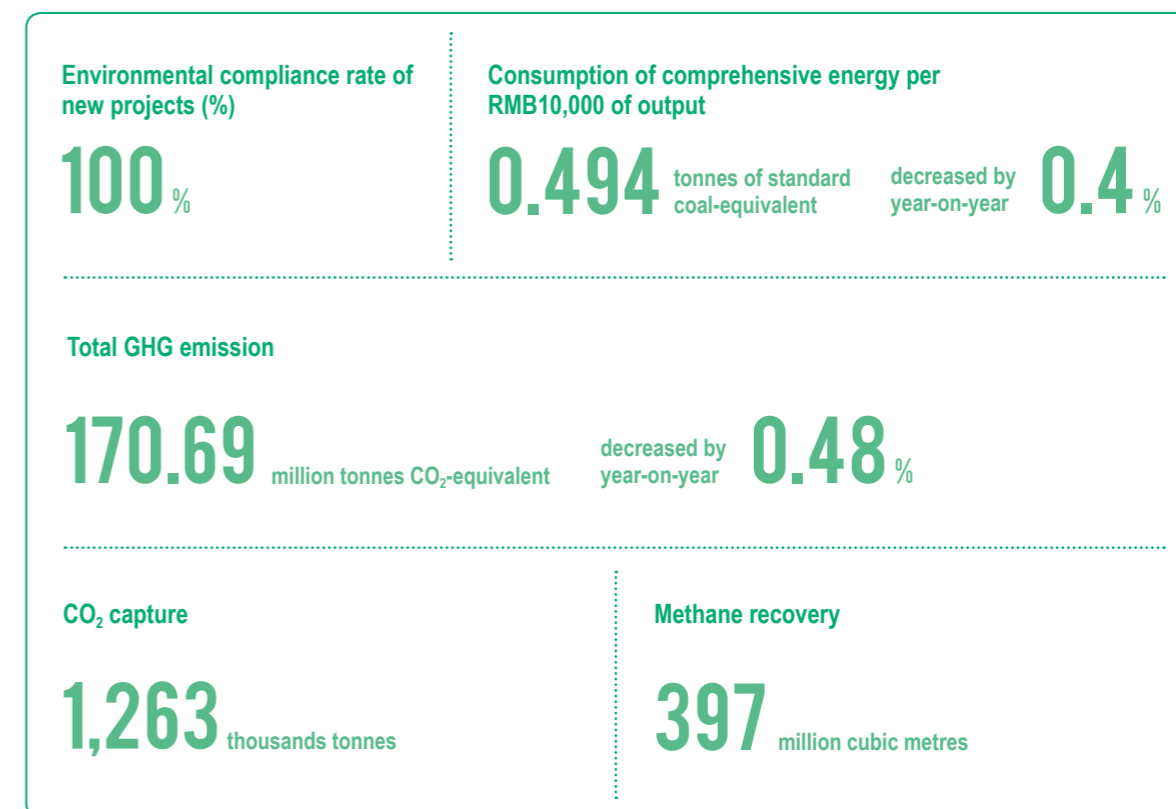 Environmental compliance rate of
new projects (%)
100 %
Consumption of comprehensive energy per
RMB10,000 of output
0.494 tonnes of standard
coal-equivalent
decreased by
year-on-year 0.4 %
Total GHG emission
170.69 million tonnes CO₂-equivalent
decreased by
year-on-year 0.48 %
CO₂ capture
1,263 thousands tonnes
Methane recovery
397 million cubic metres